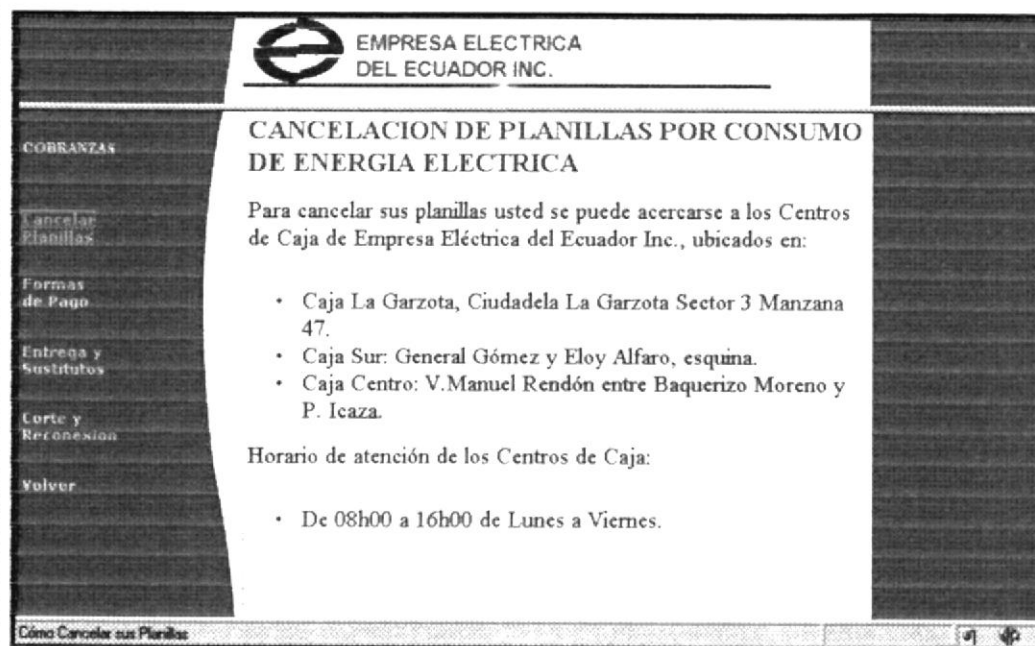 EMPRESA ELECTRICA
DEL ECUADOR INC.
COBRANZAS
Cancelar
Planillas
Formas
de Pago
Entrega y
Sustitutos
Corte y
Reconexion
Volver
CANCELACION DE PLANILLAS POR CONSUMO
DE ENERGIA ELECTRICA
Para cancelar sus planillas usted se puede acercarse a los Centros
de Caja de Empresa Eléctrica del Ecuador Inc., ubicados en:
· Caja La Garzota, Ciudadela La Garzota Sector 3 Manzana
47.
· Caja Sur: General Gómez y Eloy Alfaro, esquina.
· Caja Centro: V.Manuel Rendón entre Baquerizo Moreno y
P. Icaza.
Horario de atención de los Centros de Caja:
· De 08h00 a 16h00 de Lunes a Viernes.
Cómo Cancelar sus Planillas